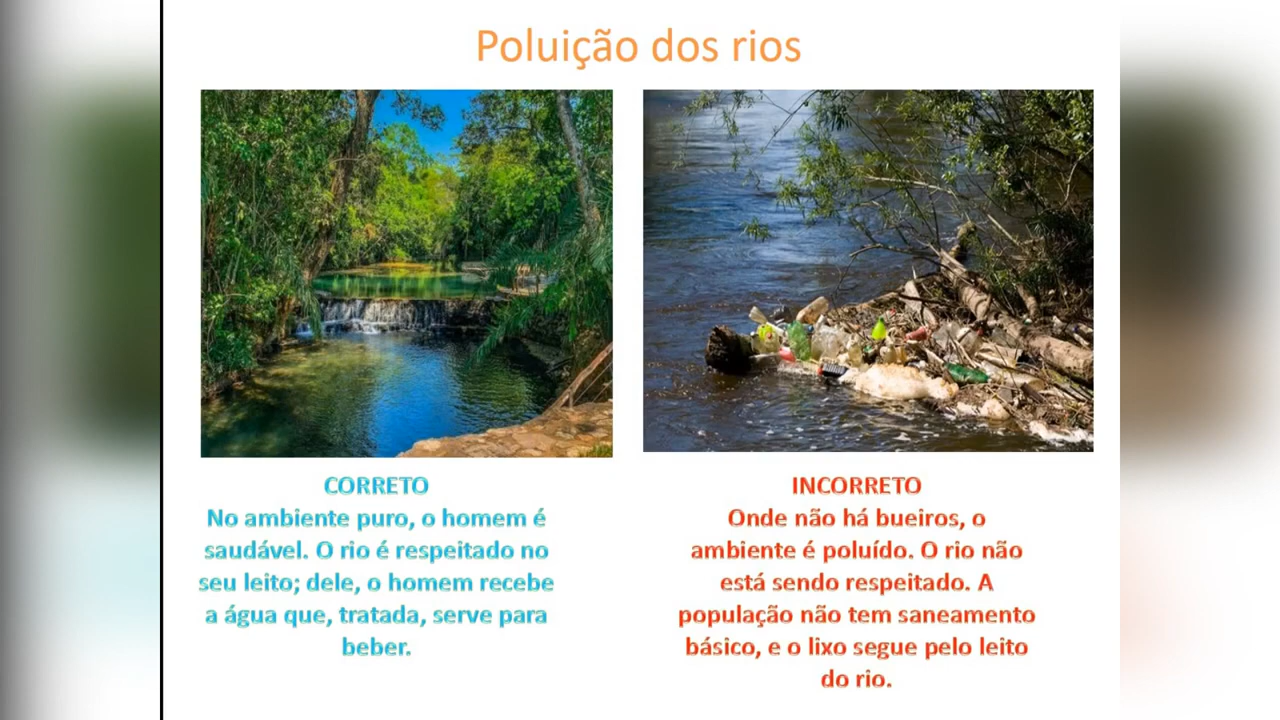 Poluição dos rios
CORRETO
No ambiente puro, o homem é
saudável. O rio é respeitado no
seu leito; dele, o homem recebe
a água que, tratada, serve para
beber.
INCORRETO
Onde não há bueiros, o
ambiente é poluído. O rio não
está sendo respeitado. A
população não tem saneamento
básico, e o lixo segue pelo leito
do rio.